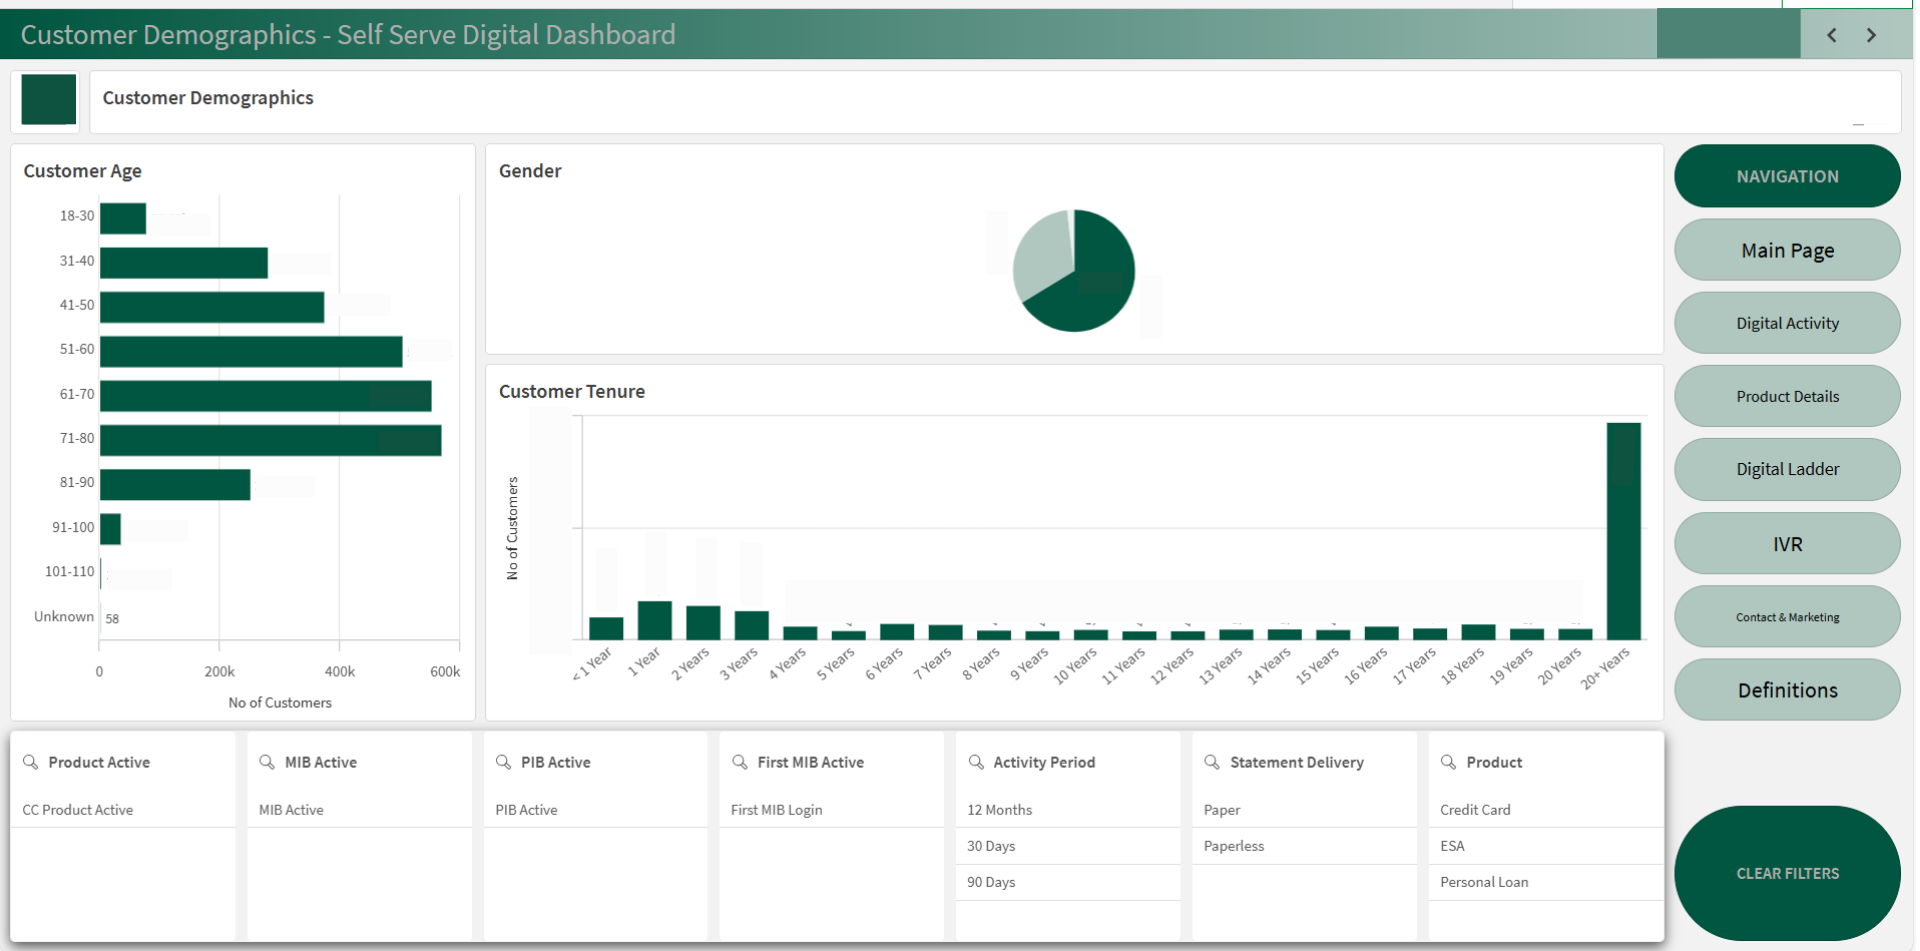 Customer Demographics - Self Serve Digital Dashboard
Customer Demographics
Customer Age
18-30
31-40
41-50
51-60
61-70
71-80
81-90
91-100
101-110
Unknown
58
0
200k
400k
600k
No of Customers
Gender
Customer Tenure
No of Customers
< 1 Year
1 Year
2 Years
3 Years
4 Years
5 Years
6 Years
7 Years
8 Years
9 Years
10 Years
11 Years
12 Years
13 Years
14 Years
15 Years
16 Years
17 Years
18 Years
19 Years
20 Years
20+ Years
NAVIGATION
Main Page
Digital Activity
Product Details
Digital Ladder
IVR
Contact & Marketing
Definitions
Product Active
CC Product Active
MIB Active
MIB Active
PIB Active
PIB Active
First MIB Active
First MIB Login
Activity Period
12 Months
30 Days
90 Days
Statement Delivery
Paper
Paperless
Product
Credit Card
ESA
Personal Loan
CLEAR FILTERS